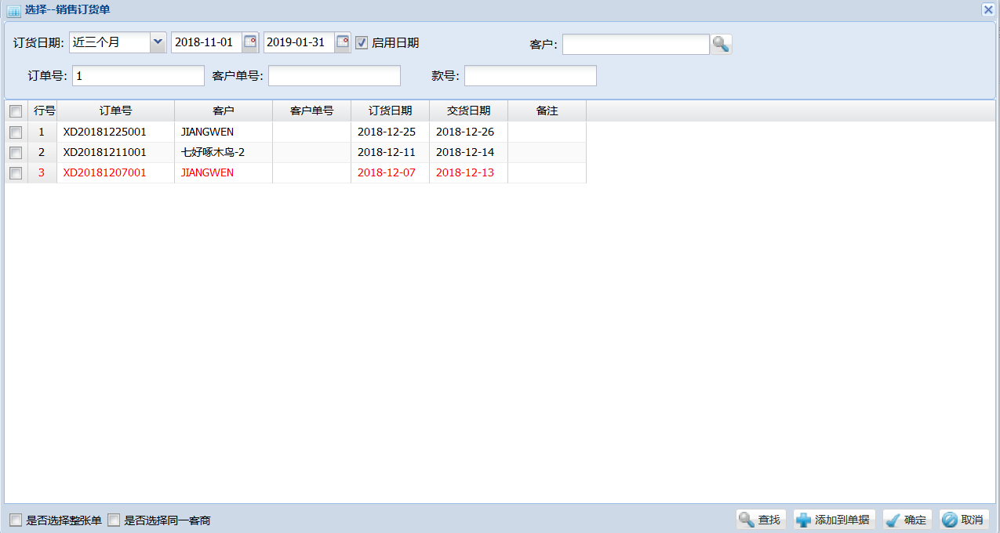 选择--销售订货单
订货日期: 近三个月 2018-11-01 2019-01-31 启用日期 客户:
订单号: 1 客户单号: 款号:
行号 订单号 客户 客户单号 订货日期 交货日期 备注
1 XD20181225001 JIANGWEN 2018-12-25 2018-12-26
2 XD20181211001 七好啄木鸟-2 2018-12-11 2018-12-14
3 XD20181207001 JIANGWEN 2018-12-07 2018-12-13
是否选择整张单 是否选择同一客商 查找 添加到单据 确定 取消